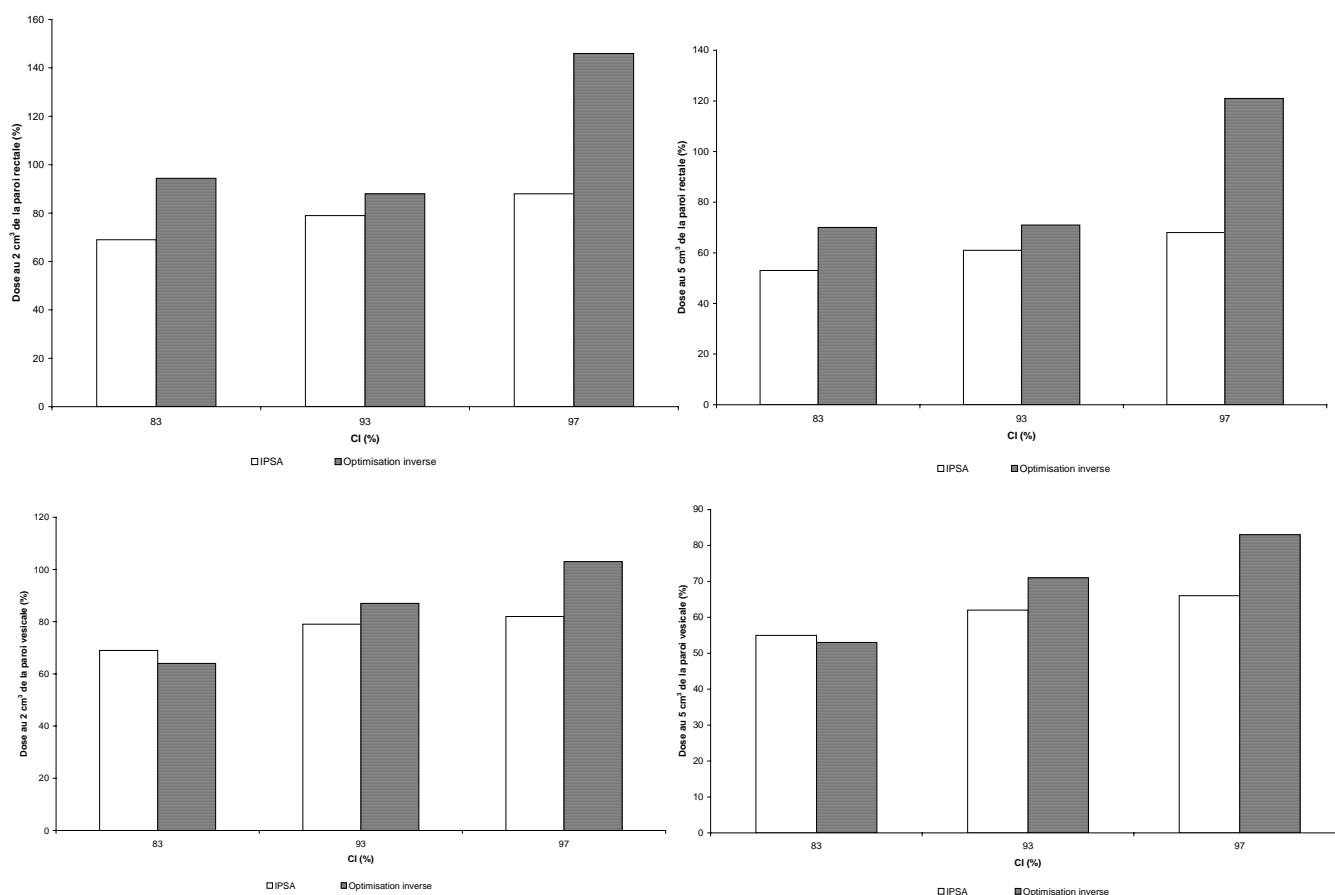 Dose au 2 cm³ de la paroi rectale (%)
160
140
120
100
80
60
40
20
0
83
93
97
CI (%)
IPSA
Optimisation inverse
Dose au 5 cm³ de la paroi rectale (%)
140
120
100
80
60
40
20
0
83
93
97
CI (%)
IPSA
Optimisation inverse
Dose au 2 cm³ de la paroi vesicale (%)
120
100
80
60
40
20
0
83
93
97
CI (%)
IPSA
Optimisation inverse
Dose au 5 cm³ de la paroi vesicale (%)
90
80
70
60
50
40
30
20
10
0
83
93
97
CI (%)
IPSA
Optimisation inverse